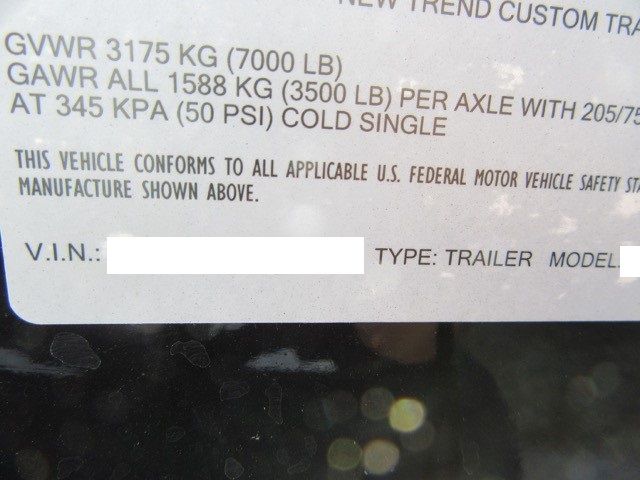 NEW TREND CUSTOM TRA
GVWR 3175 KG (7000 LB)
GAWR ALL 1588 KG (3500 LB) PER AXLE WITH 205/75
AT 345 KPA (50 PSI) COLD SINGLE
THIS VEHICLE CONFORMS TO ALL APPLICABLE U.S. FEDERAL MOTOR VEHICLE SAFETY STA
MANUFACTURE SHOWN ABOVE.
V.I.N.: TYPE: TRAILER MODEL: